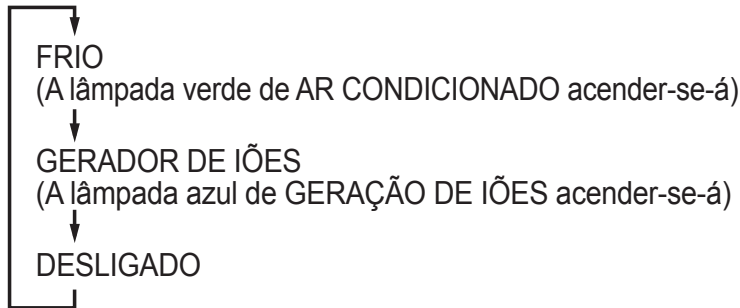 FRIO
(A lâmpada verde de AR CONDICIONADO acender-se-á)
GERADOR DE IÕES
(A lâmpada azul de GERAÇÃO DE IÕES acender-se-á)
DESLIGADO